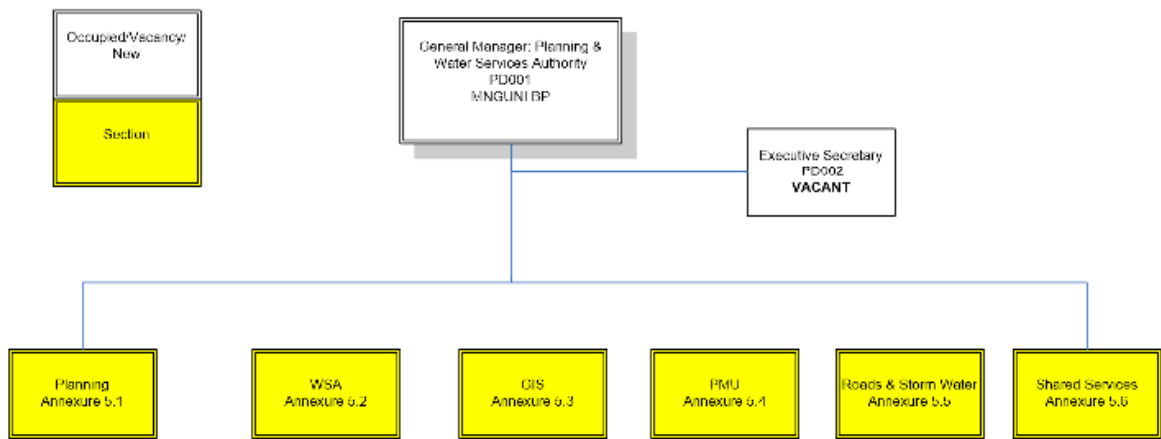 Occupied/Vacancy/
New
Section
General Manager: Planning &
Water Services Authority
PD001
MNGUNI BP
Executive Secretary
PD002
VACANT
Planning
Annexure 5.1
WSA
Annexure 5.2
GIS
Annexure 5.3
PMU
Annexure 5.4
Roads & Storm Water
Annexure 5.5
Shared Services
Annexure 5.6